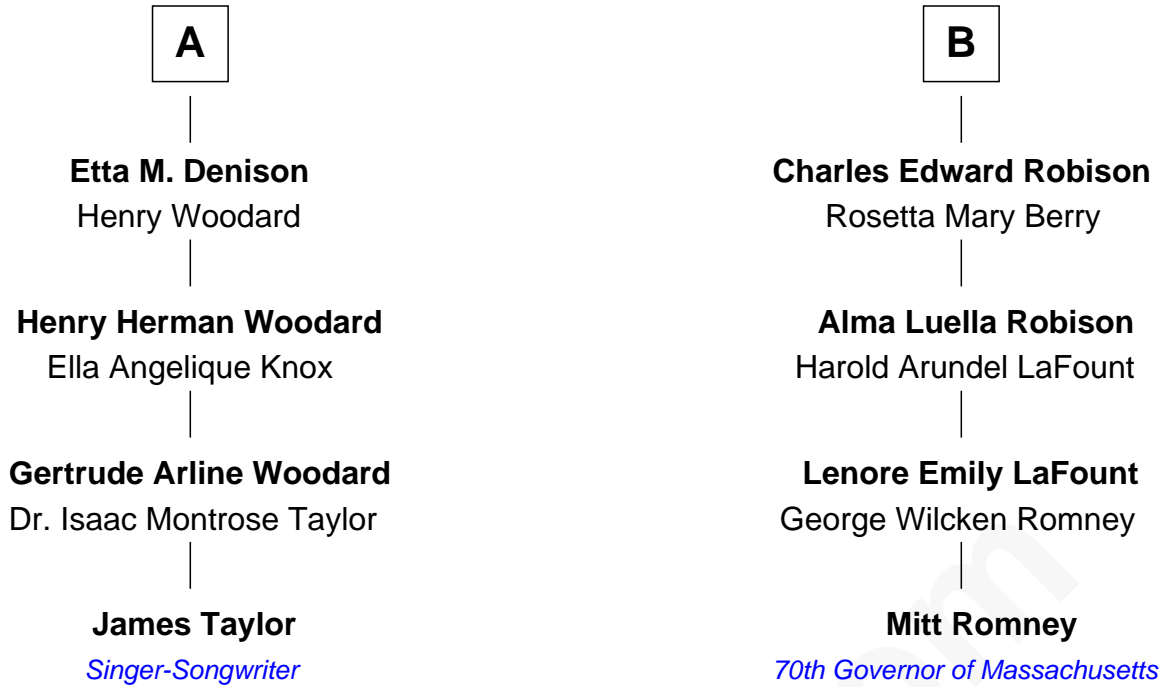 A
Etta M. Denison
Henry Woodard
Henry Herman Woodard
Ella Angelique Knox
Gertrude Arline Woodard
Dr. Isaac Montrose Taylor
James Taylor
Singer-Songwriter
B
Charles Edward Robison
Rosetta Mary Berry
Alma Luella Robison
Harold Arundel LaFount
Lenore Emily LaFount
George Wilcken Romney
Mitt Romney
70th Governor of Massachusetts